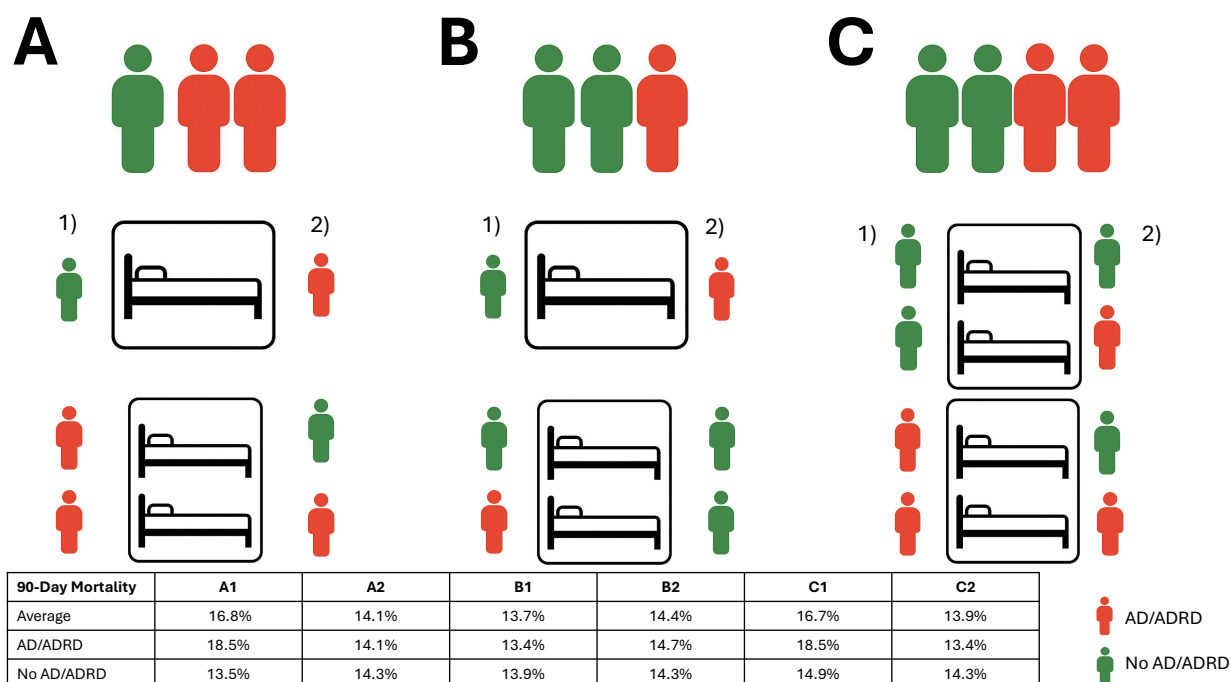 A B C
1) 2) 1) 2) 1) 2)
90-Day Mortality A1 A2 B1 B2 C1 C2
Average 16.8% 14.1% 13.7% 14.4% 16.7% 13.9%
AD/ADRD 18.5% 14.1% 13.4% 14.7% 18.5% 13.4%
No AD/ADRD 13.5% 14.3% 13.9% 14.3% 14.9% 14.3%
AD/ADRD
No AD/ADRD